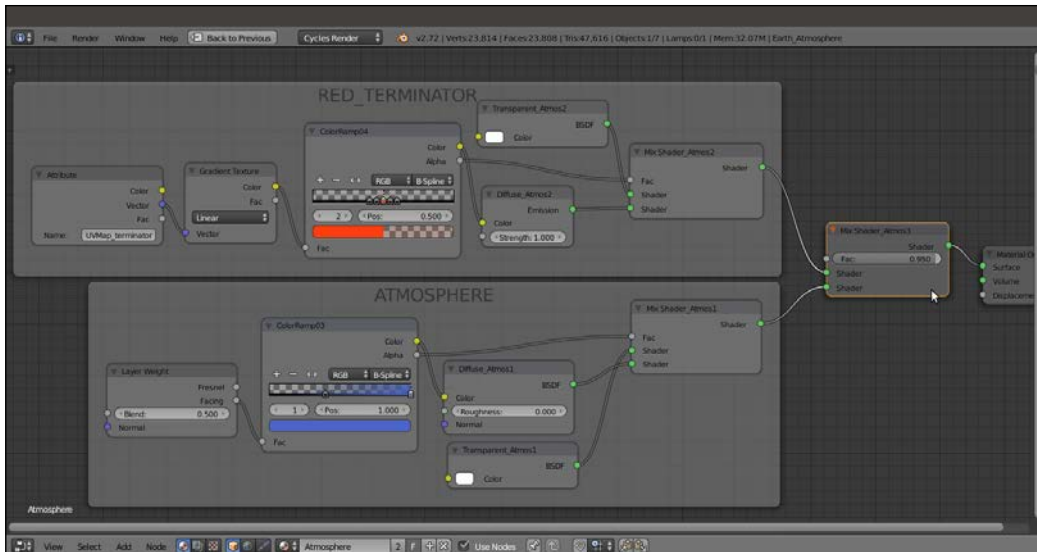 File Render Window Help Back to Previous Cycles Render v2.72 | Verts:23,814 | Faces:23,808 | Tris:47,616 | Objects:1/7 | Lamps:0/1 | Mem:32.07M | Earth_Atmosphere
RED_TERMINATOR
Attribute
Color
Vector
Fac
Name: UVMap_terminator
Gradient Texture
Color
Fac
Linear
Vector
ColorRamp04
Color
Alpha
RGB B-Spline
2 Pos: 0.500
Fac
Transparent_Atmos2
BSDF
Color
Diffuse_Atmos2
Emission
Color
Strength: 1.000
Mix Shader_Atmos2
Shader
Fac
Shader
Shader
Mix Shader_Atmos3
Shader
Fac: 0.950
Shader
Shader
Material O
Surface
Volume
Displaceme
ATMOSPHERE
Layer Weight
Fresnel
Facing
Blend: 0.500
Normal
ColorRamp03
Color
Alpha
RGB B-Spline
1 Pos: 1.000
Fac
Diffuse_Atmos1
BSDF
Color
Roughness: 0.000
Normal
Transparent_Atmos1
BSDF
Color
Mix Shader_Atmos1
Shader
Fac
Shader
Shader
Atmosphere
View Select Add Node Atmosphere 2 F Use Nodes